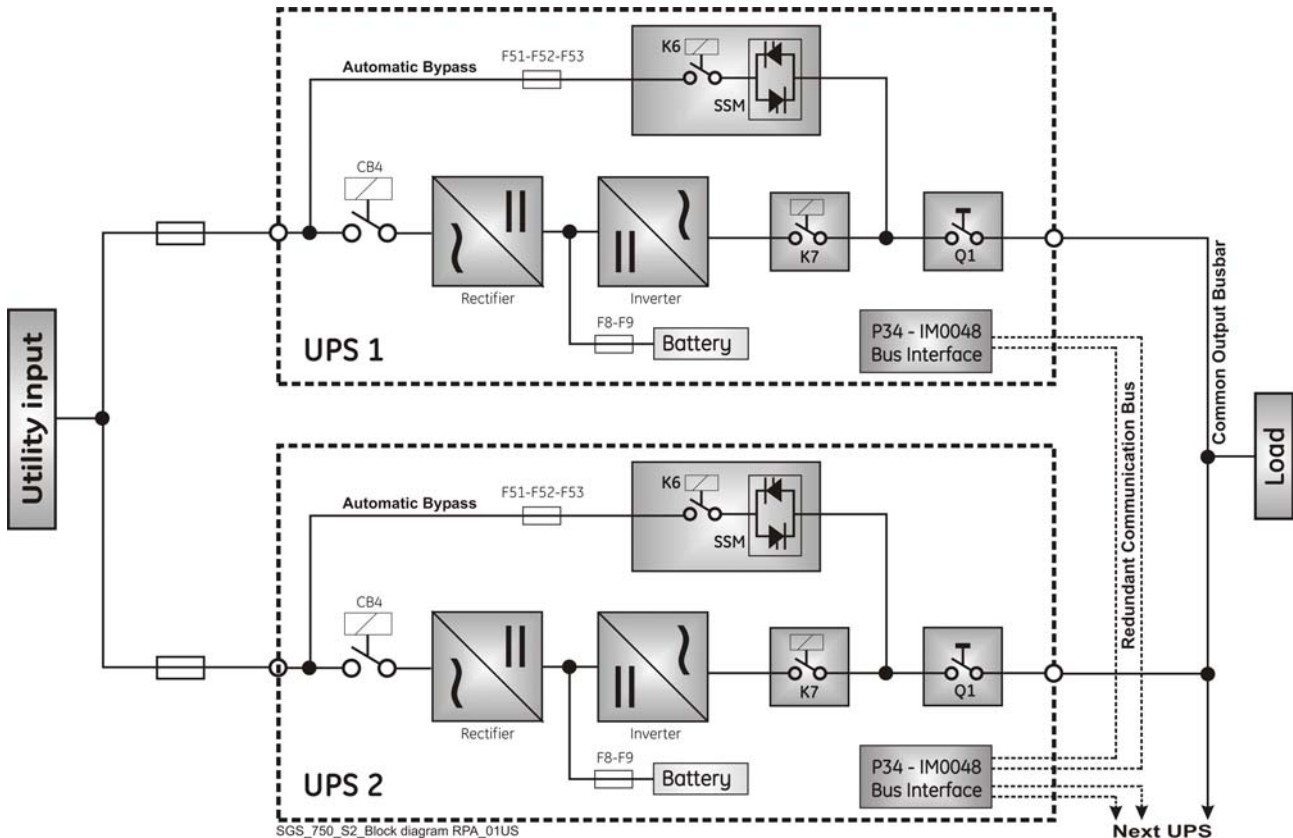 Utility input
Automatic Bypass
F51-F52-F53
K6
SSM
CB4
Rectifier
Inverter
K7
Q1
F8-F9
Battery
UPS 1
P34 - IM0048
Bus Interface
Redundant Communication Bus
Common Output Busbar
Load
Automatic Bypass
F51-F52-F53
K6
SSM
CB4
Rectifier
Inverter
K7
Q1
F8-F9
Battery
UPS 2
P34 - IM0048
Bus Interface
Next UPS
SGS_750_S2_Block diagram RPA_01US